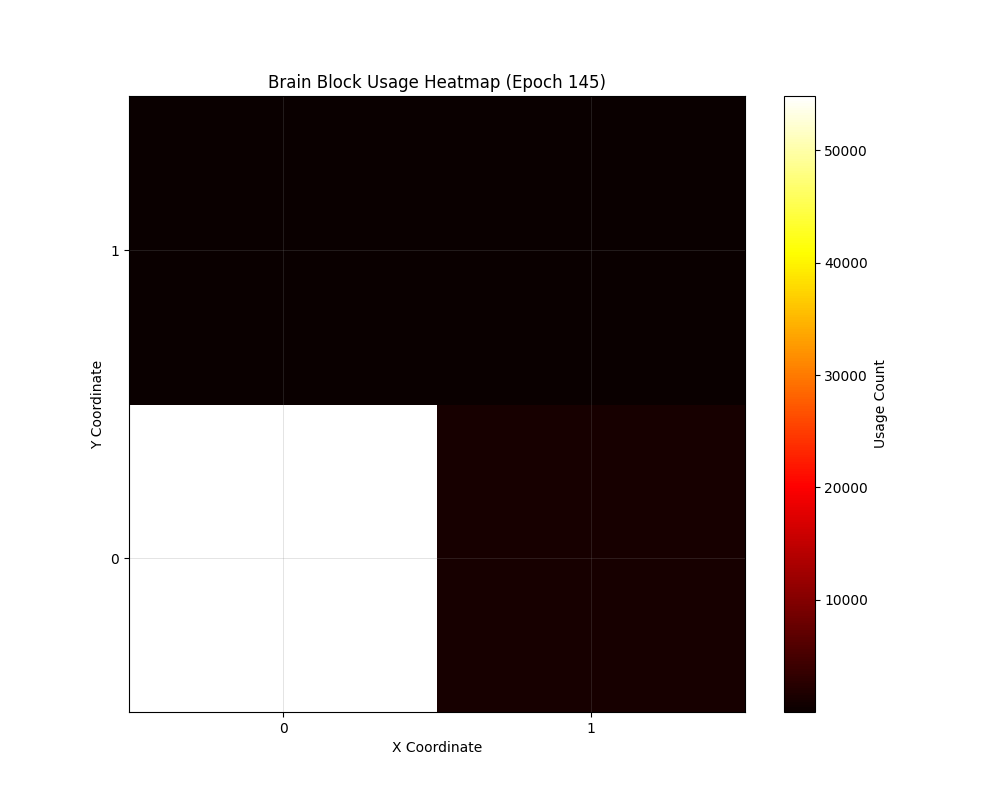 Brain Block Usage Heatmap (Epoch 145)
1
0
Y Coordinate
0 1
X Coordinate
50000
40000
30000
20000
10000
Usage Count